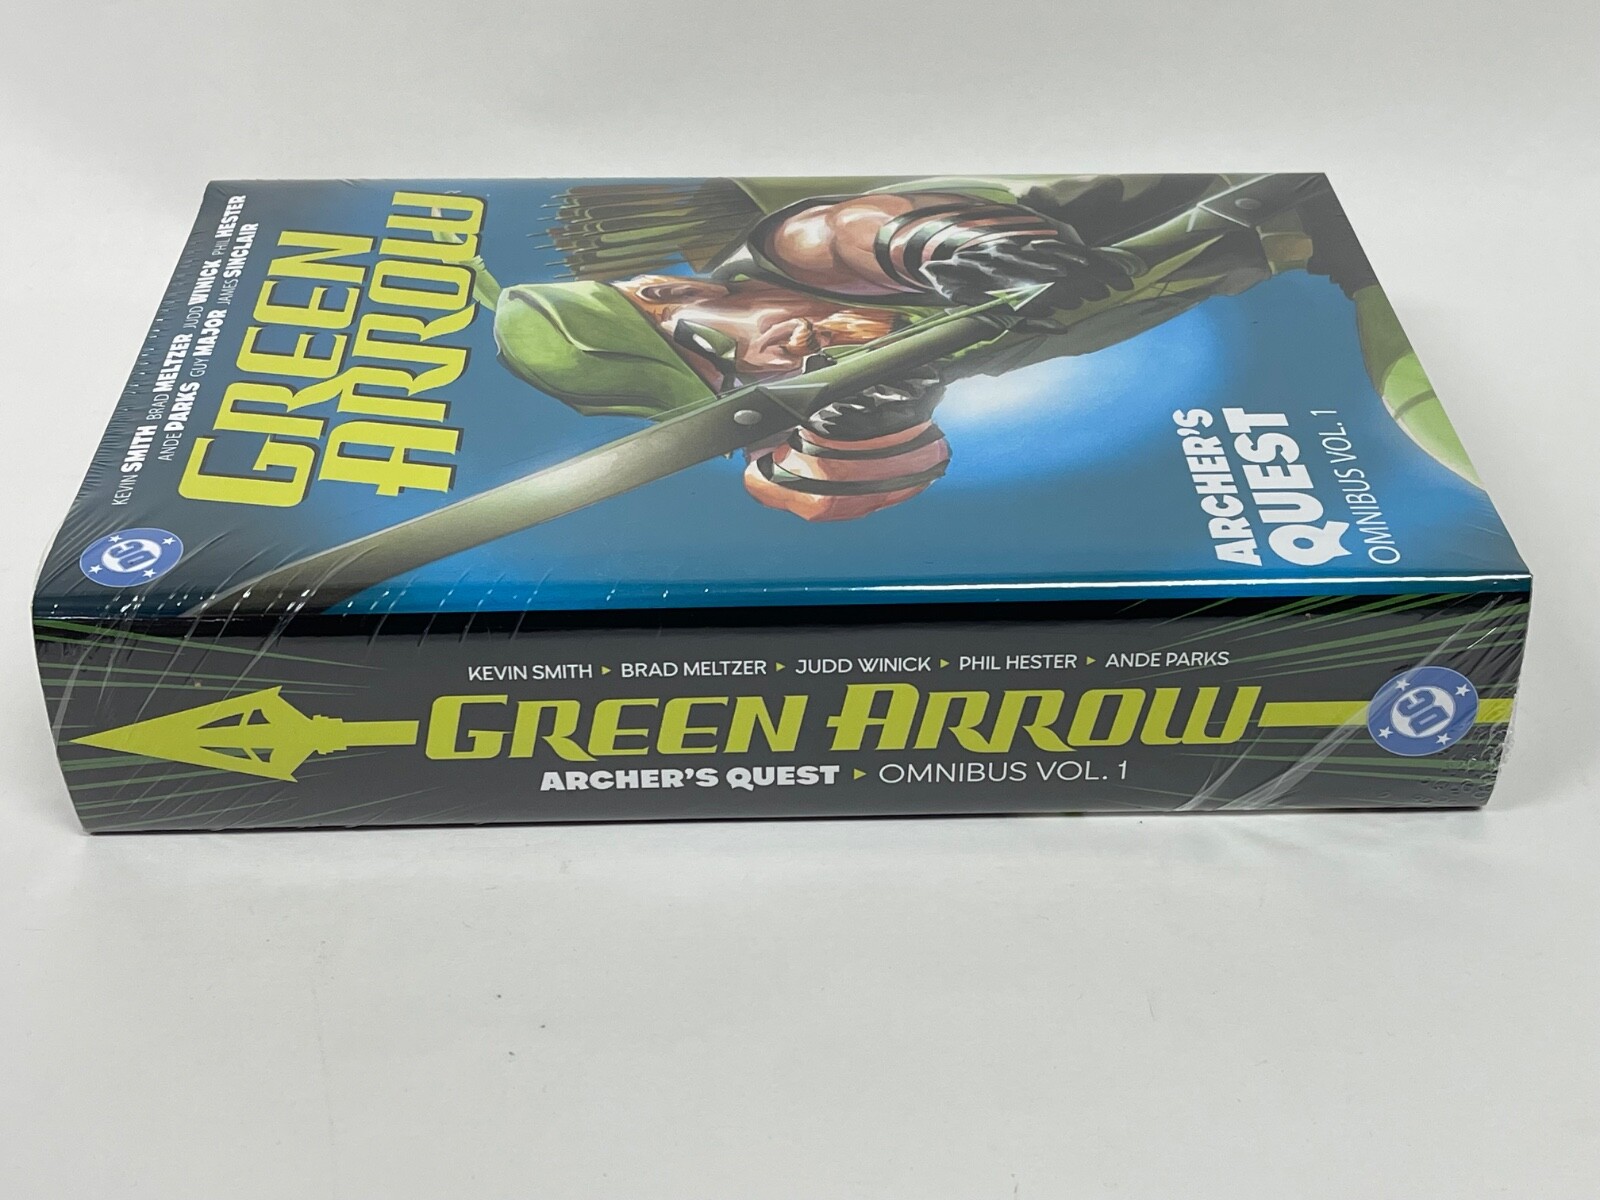 KEVIN SMITH BRAD MELTZER JUDD WINICK PHIL HESTER
ANDE PARKS GUY MAJOR JAMES SINCLAIR
GREEN
ARROW
DC
ARCHER'S
QUEST
OMNIBUS VOL. 1
KEVIN SMITH ▸ BRAD MELTZER ▸ JUDD WINICK ▸ PHIL HESTER ▸ ANDE PARKS
GREEN ARROW
ARCHER'S QUEST ▸ OMNIBUS VOL. 1
DC